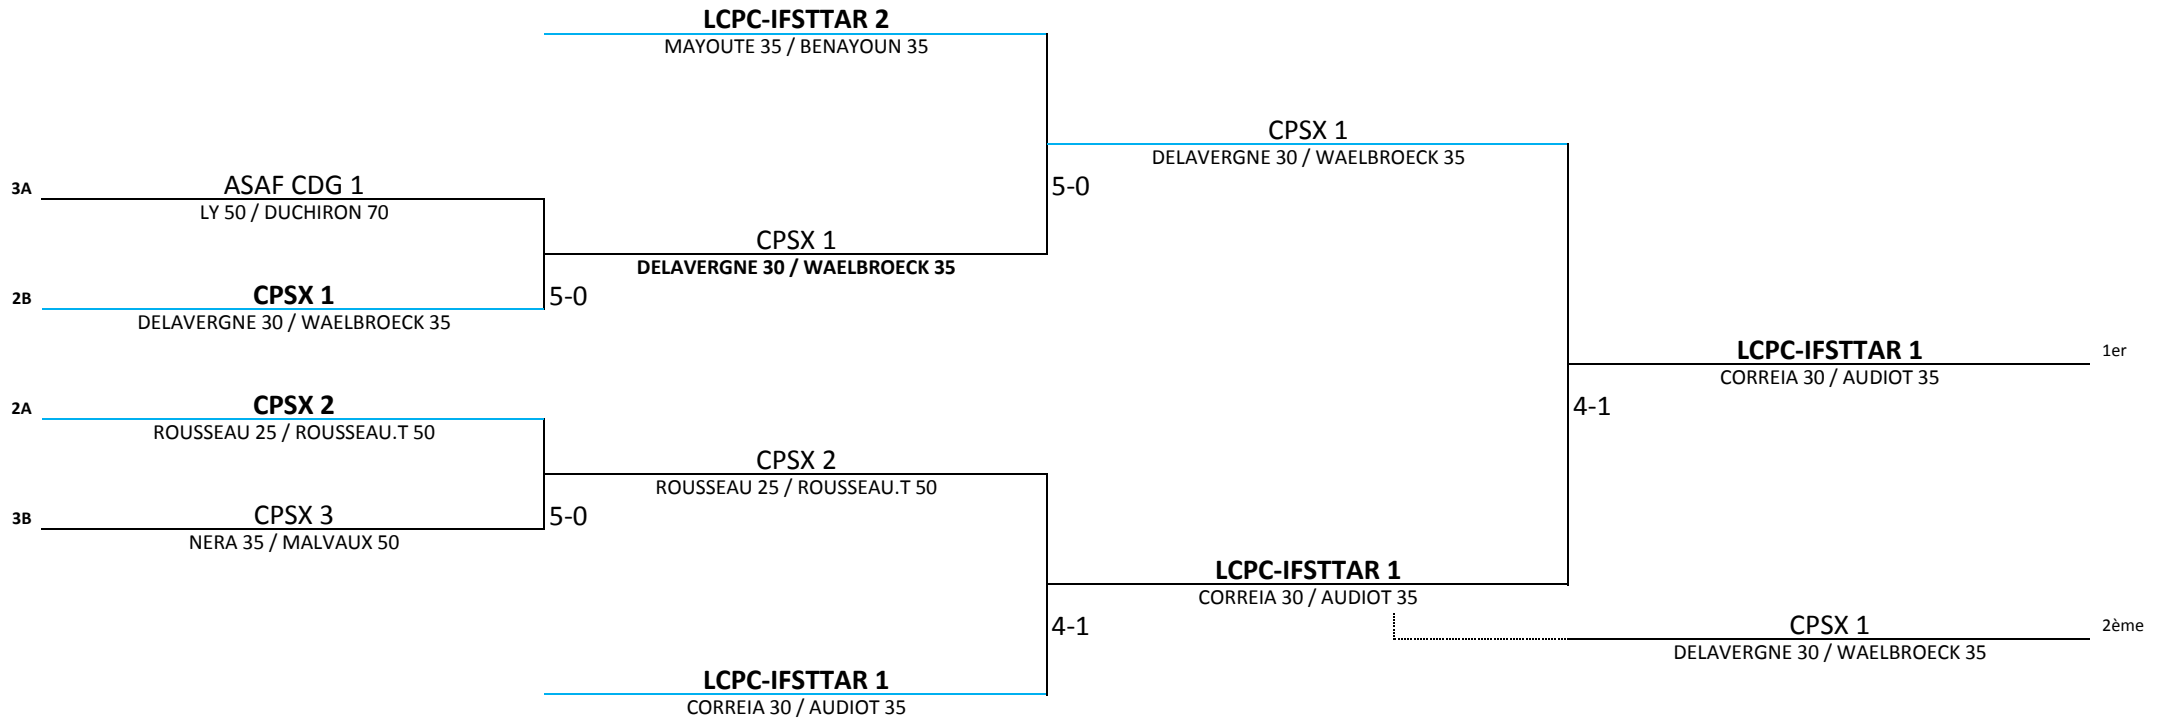 LCPC-IFSTTAR 2
MAYOUTE 35 / BENAYOUN 35
CPSX 1
DELAVERGNE 30 / WAELBROECK 35
3A
ASAF CDG 1
5-0
LY 50 / DUCHIRON 70
CPSX 1
DELAVERGNE 30 / WAELBROECK 35
2B
CPSX 1
5-0
DELAVERGNE 30 / WAELBROECK 35
LCPC-IFSTTAR 1
1er
CORREIA 30 / AUDIOT 35
2A
CPSX 2
4-1
ROUSSEAU 25 / ROUSSEAU.T 50
CPSX 2
ROUSSEAU 25 / ROUSSEAU.T 50
3B
CPSX 3
5-0
NERA 35 / MALVAUX 50
LCPC-IFSTTAR 1
CORREIA 30 / AUDIOT 35
4-1
CPSX 1
2ème
DELAVERGNE 30 / WAELBROECK 35
LCPC-IFSTTAR 1
CORREIA 30 / AUDIOT 35